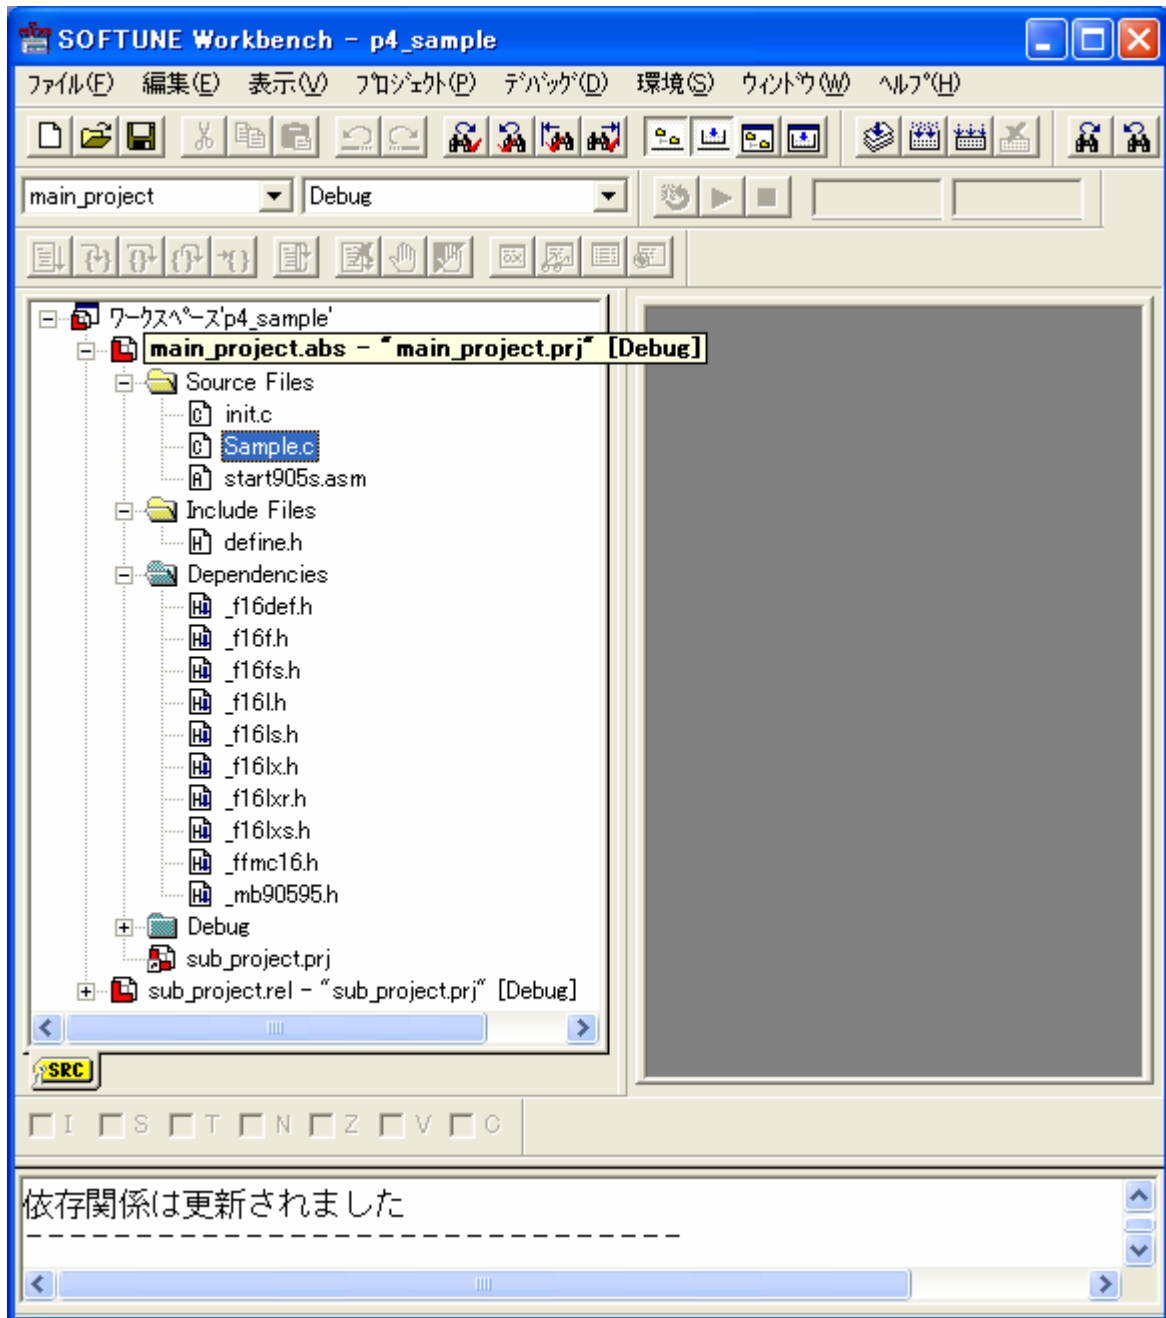 SOFTUNE Workbench - p4_sample
ﾌｧｲﾙ(F) 編集(E) 表示(V) ﾌﾟﾛｼﾞｪｸﾄ(P) ﾃﾞﾊﾞｯｸﾞ(D) 環境(S) ｳｨﾝﾄﾞｳ(W) ﾍﾙﾌﾟ(H)
main_project Debug
ﾜｰｸｽﾍﾟｰｽ'p4_sample'
main_project.abs - "main_project.prj" [Debug]
Source Files
init.c
Sample.c
start905s.asm
Include Files
define.h
Dependencies
_f16def.h
_f16f.h
_f16fs.h
_f16l.h
_f16ls.h
_f16lx.h
_f16lxr.h
_f16lxs.h
_ffmc16.h
_mb90595.h
Debug
sub_project.prj
sub_project.rel - "sub_project.prj" [Debug]
SRC
I S T N Z V C
依存関係は更新されました
------------------------------